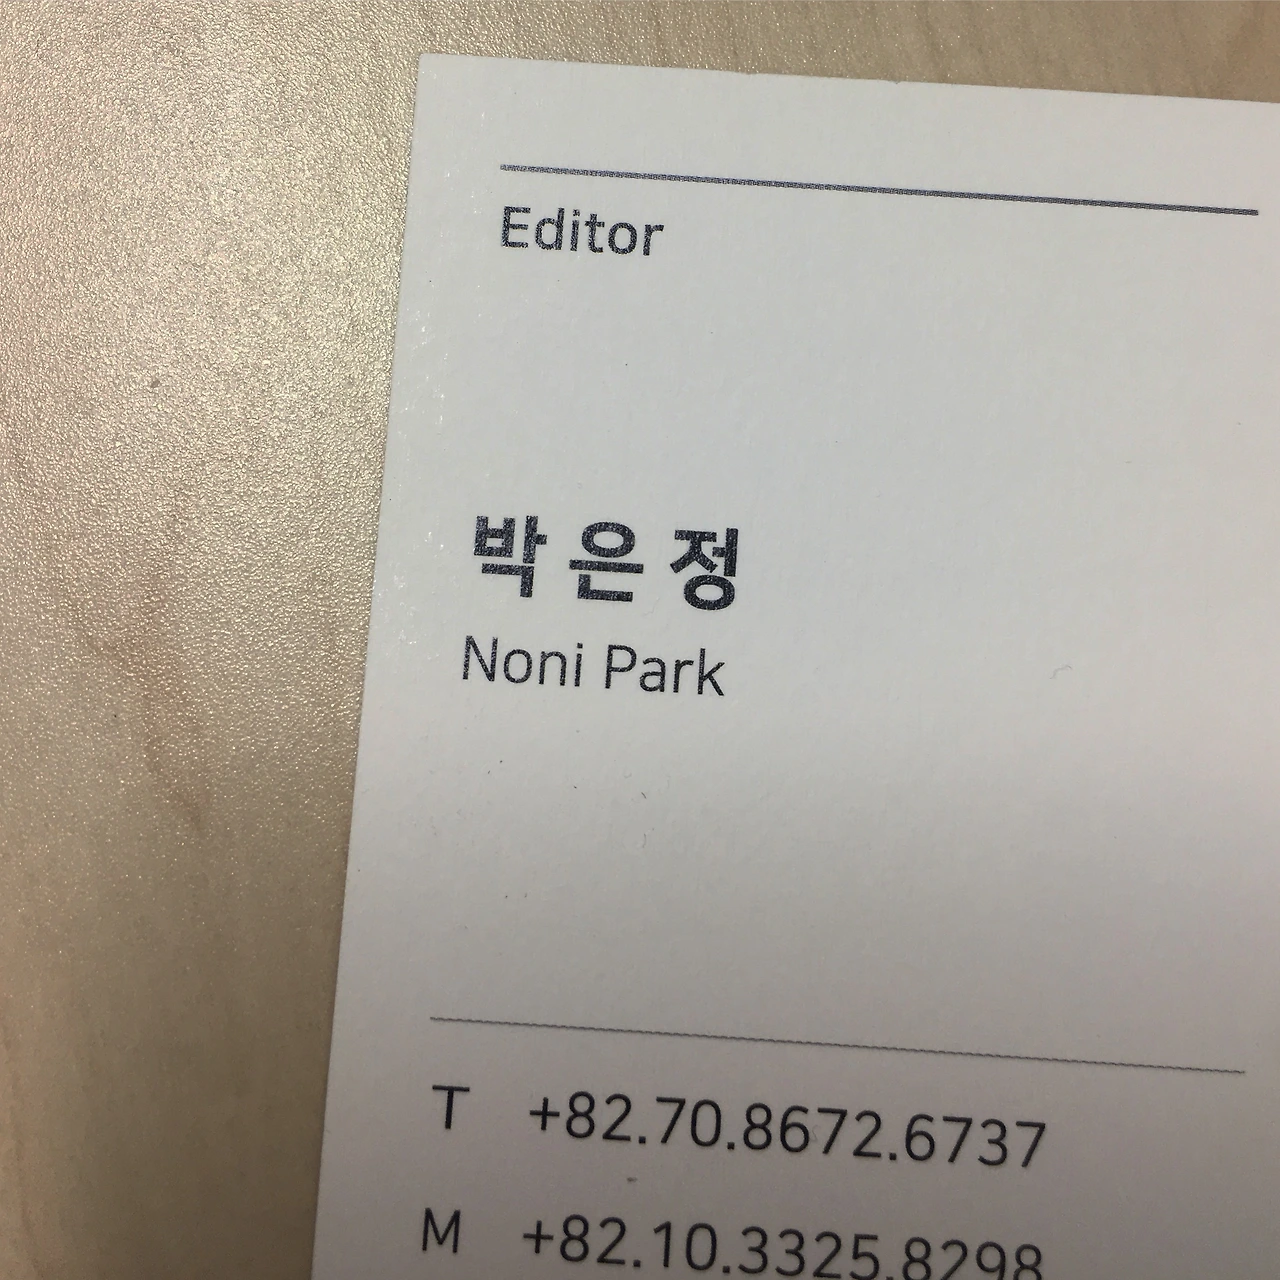 Editor
박은정
Noni Park
T +82.70.8672.6737
M +82.10.3325.8298